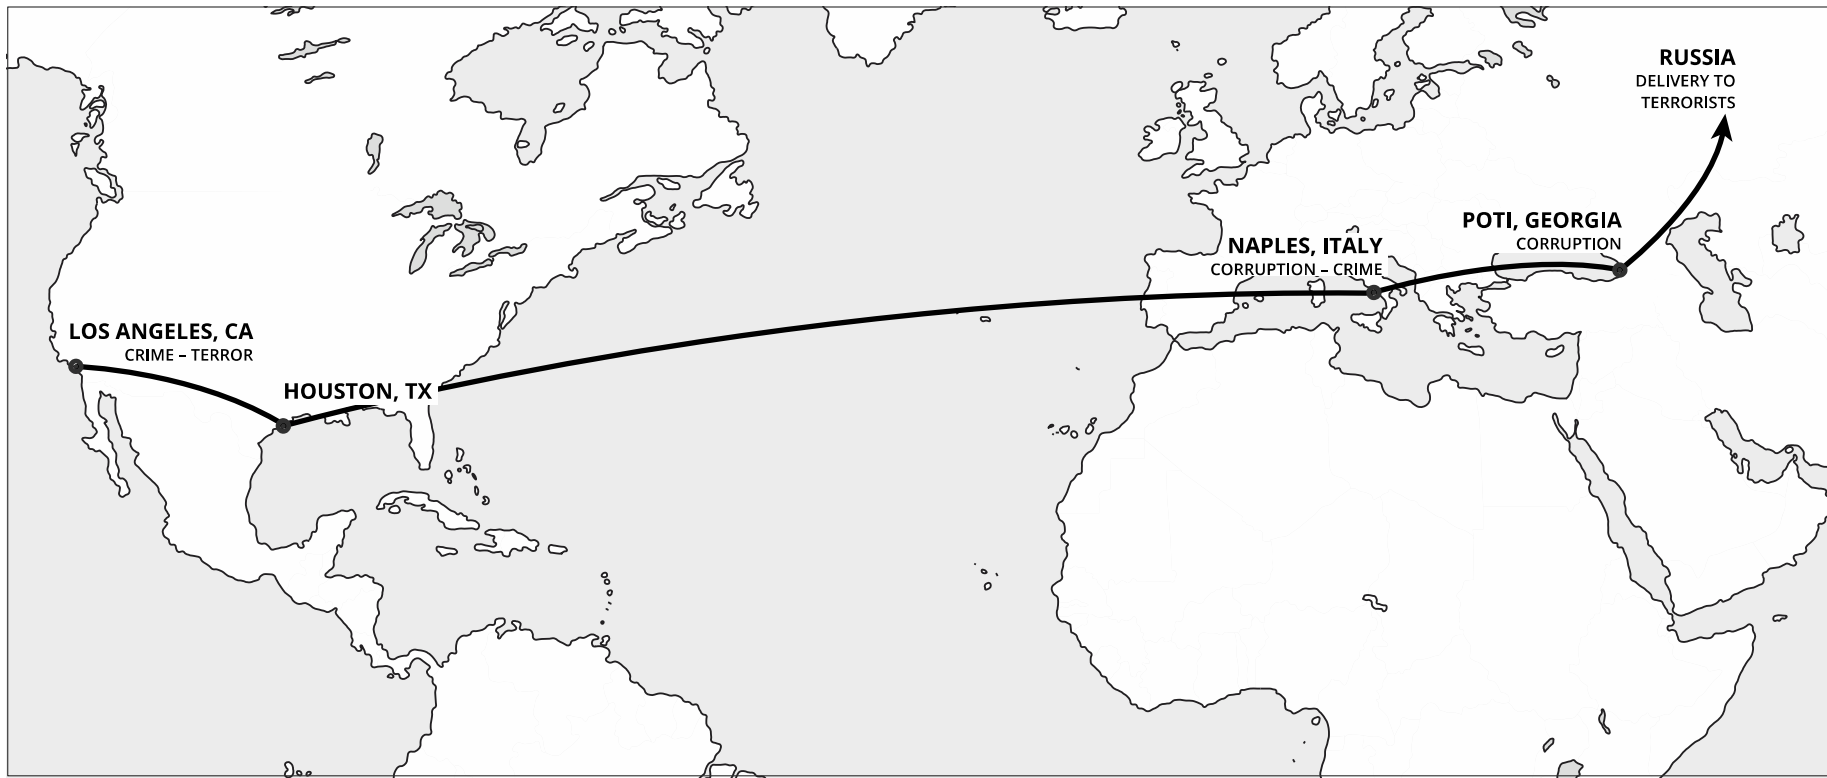 RUSSIA
DELIVERY TO
TERRORISTS
POTI, GEORGIA
CORRUPTION
NAPLES, ITALY
CORRUPTION – CRIME
LOS ANGELES, CA
CRIME – TERROR
HOUSTON, TX